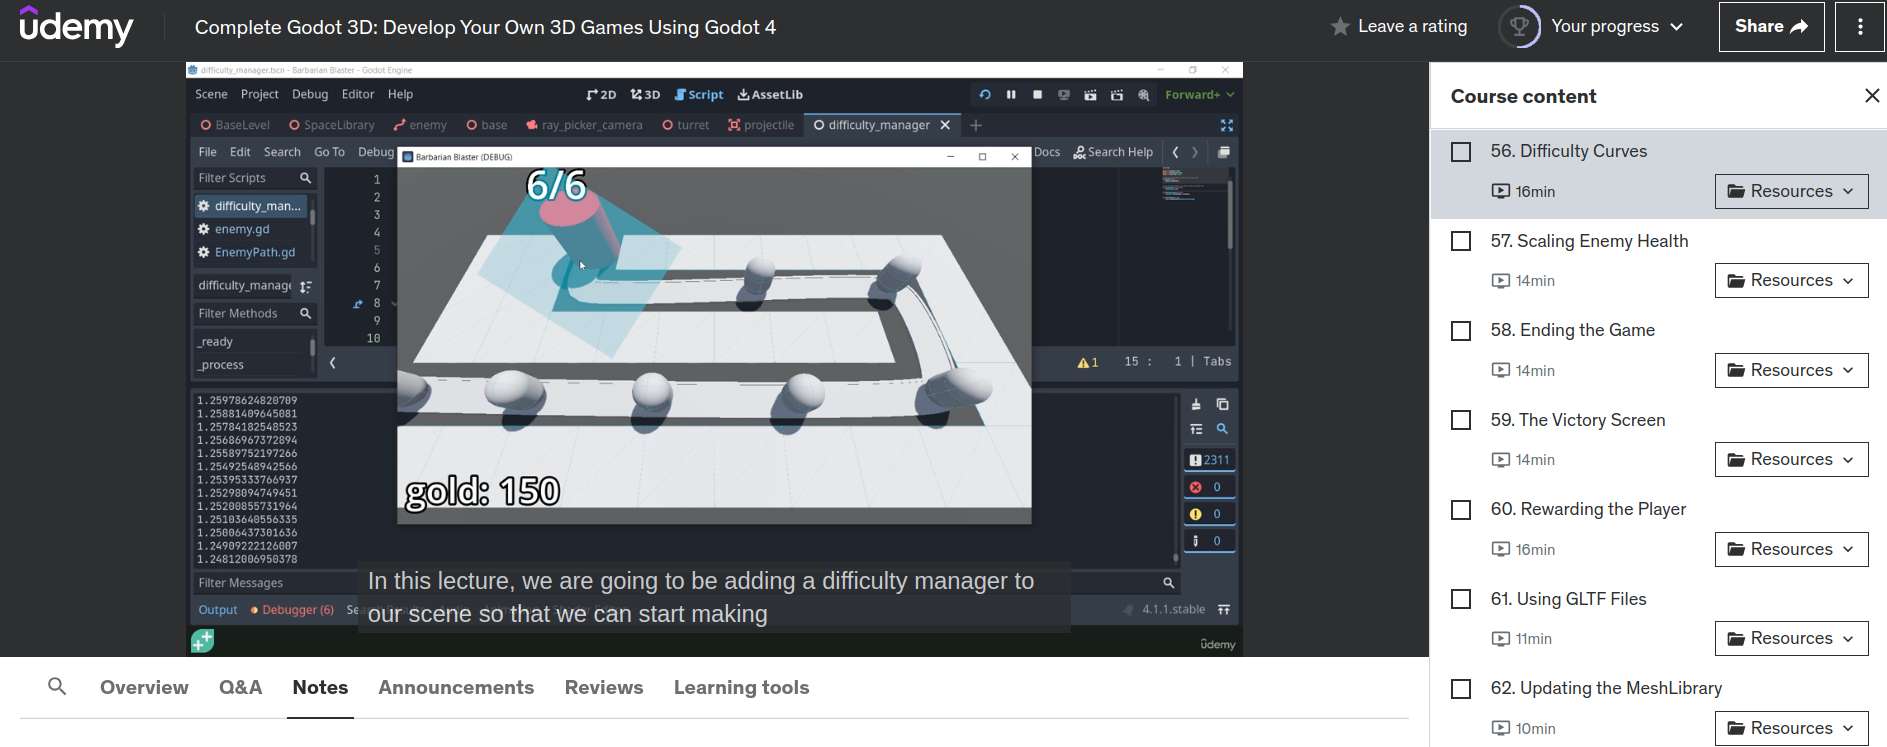 udemy
Complete Godot 3D: Develop Your Own 3D Games Using Godot 4
Leave a rating
Your progress
Share
difficulty_manager.tscn - Barbarian Blaster - Godot Engine
Scene Project Debug Editor Help
2D 3D Script AssetLib
Forward+
BaseLevel SpaceLibrary enemy base ray_picker_camera turret projectile difficulty_manager
File Edit Search Go To Debug
Docs Search Help
Barbarian Blaster (DEBUG)
Filter Scripts
difficulty_man...
enemy.gd
EnemyPath.gd
difficulty_manage
Filter Methods
_ready
_process
1
2
3
4
5
6
7
8
9
10
6/6
gold: 150
1
15 : 1 | Tabs
1.25978624820709
1.25881409645081
1.25784182548523
1.25686967372894
1.25589752197266
1.25492548942566
1.25395333766937
1.25298094749451
1.25200855731964
1.25103640556335
1.25006437301636
1.24909222126007
1.24812006950378
2311
0
0
0
Filter Messages
Output Debugger (6)
4.1.1.stable
In this lecture, we are going to be adding a difficulty manager to
our scene so that we can start making
udemy
Overview Q&A Notes Announcements Reviews Learning tools
Course content
56. Difficulty Curves
16min Resources
57. Scaling Enemy Health
14min Resources
58. Ending the Game
14min Resources
59. The Victory Screen
14min Resources
60. Rewarding the Player
16min Resources
61. Using GLTF Files
11min Resources
62. Updating the MeshLibrary
10min Resources